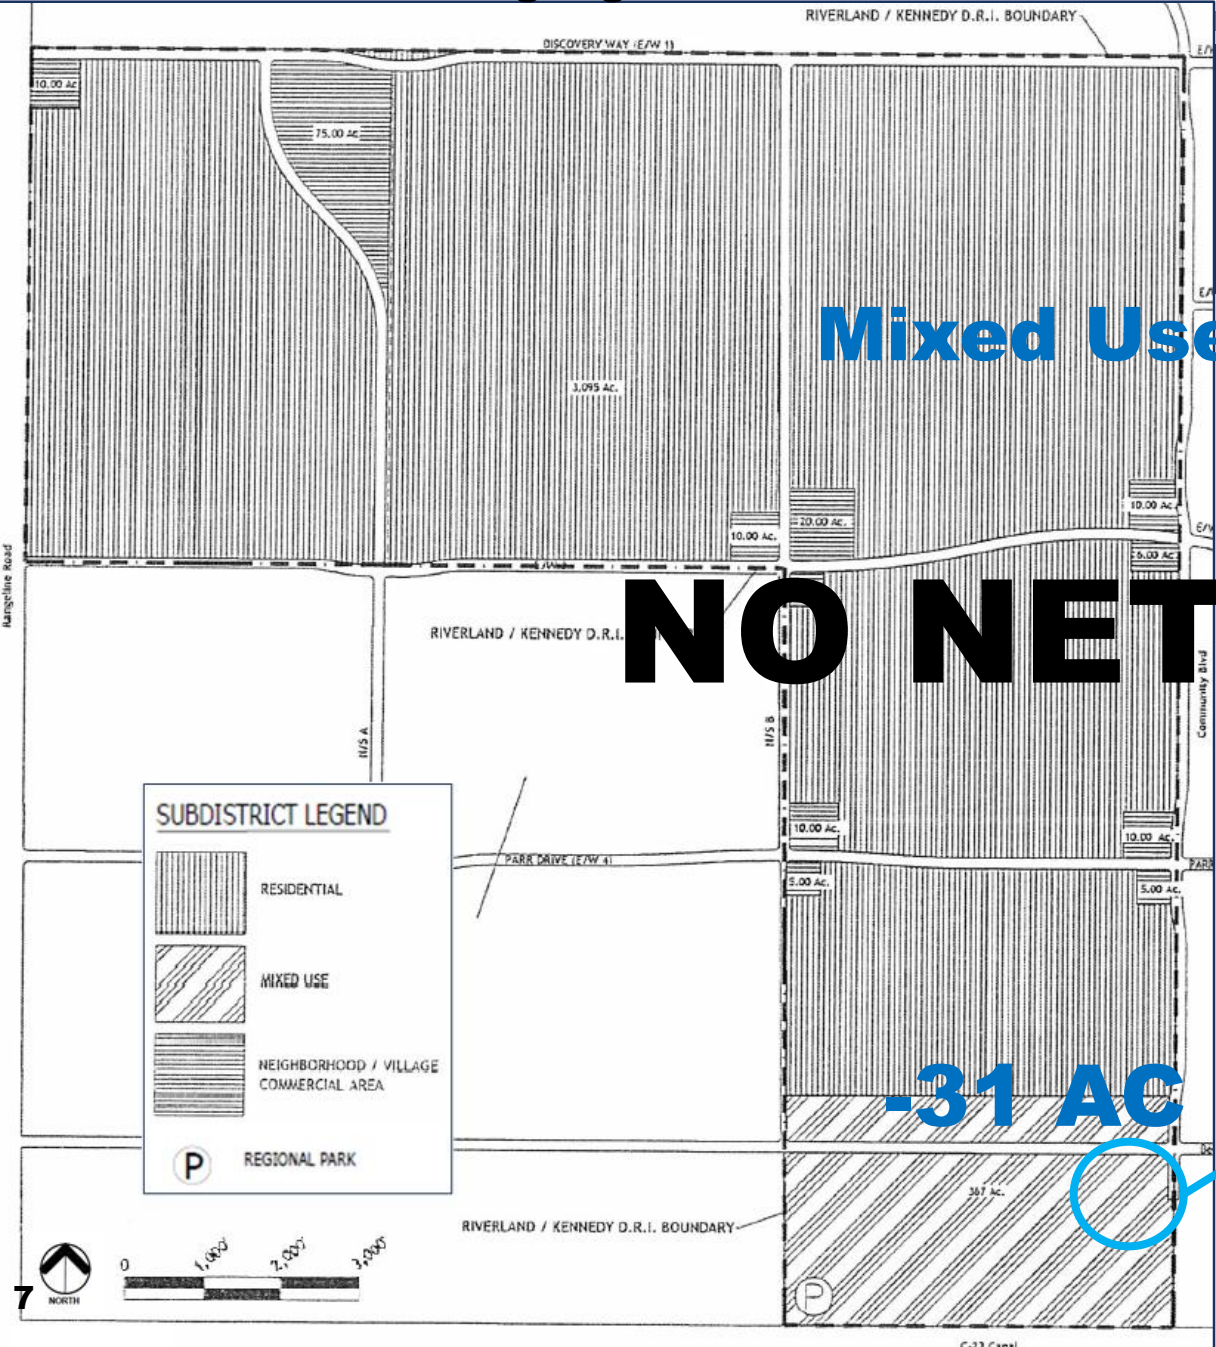 RIVERLAND / KENNEDY D.R.I. BOUNDARY
DISCOVERY WAY (E/W 1)
10.00 Ac
75.00 Ac
Mixed Use
3,095 Ac.
10.00 Ac.
20.00 Ac.
10.00 Ac.
6.00 Ac.
Rangeline Road
RIVERLAND / KENNEDY D.R.I.
NO NET
Community Blvd
N/S A
N/S B
SUBDISTRICT LEGEND
RESIDENTIAL
MIXED USE
NEIGHBORHOOD / VILLAGE
COMMERCIAL AREA
P
REGIONAL PARK
10.00 Ac.
10.00 Ac.
PARR DRIVE (E/W 4)
PARR
5.00 Ac.
5.00 Ac.
-31 AC
367 Ac.
RIVERLAND / KENNEDY D.R.I. BOUNDARY
P
0
1,000'
2,000'
3,000'
7
NORTH
C-23 Canal